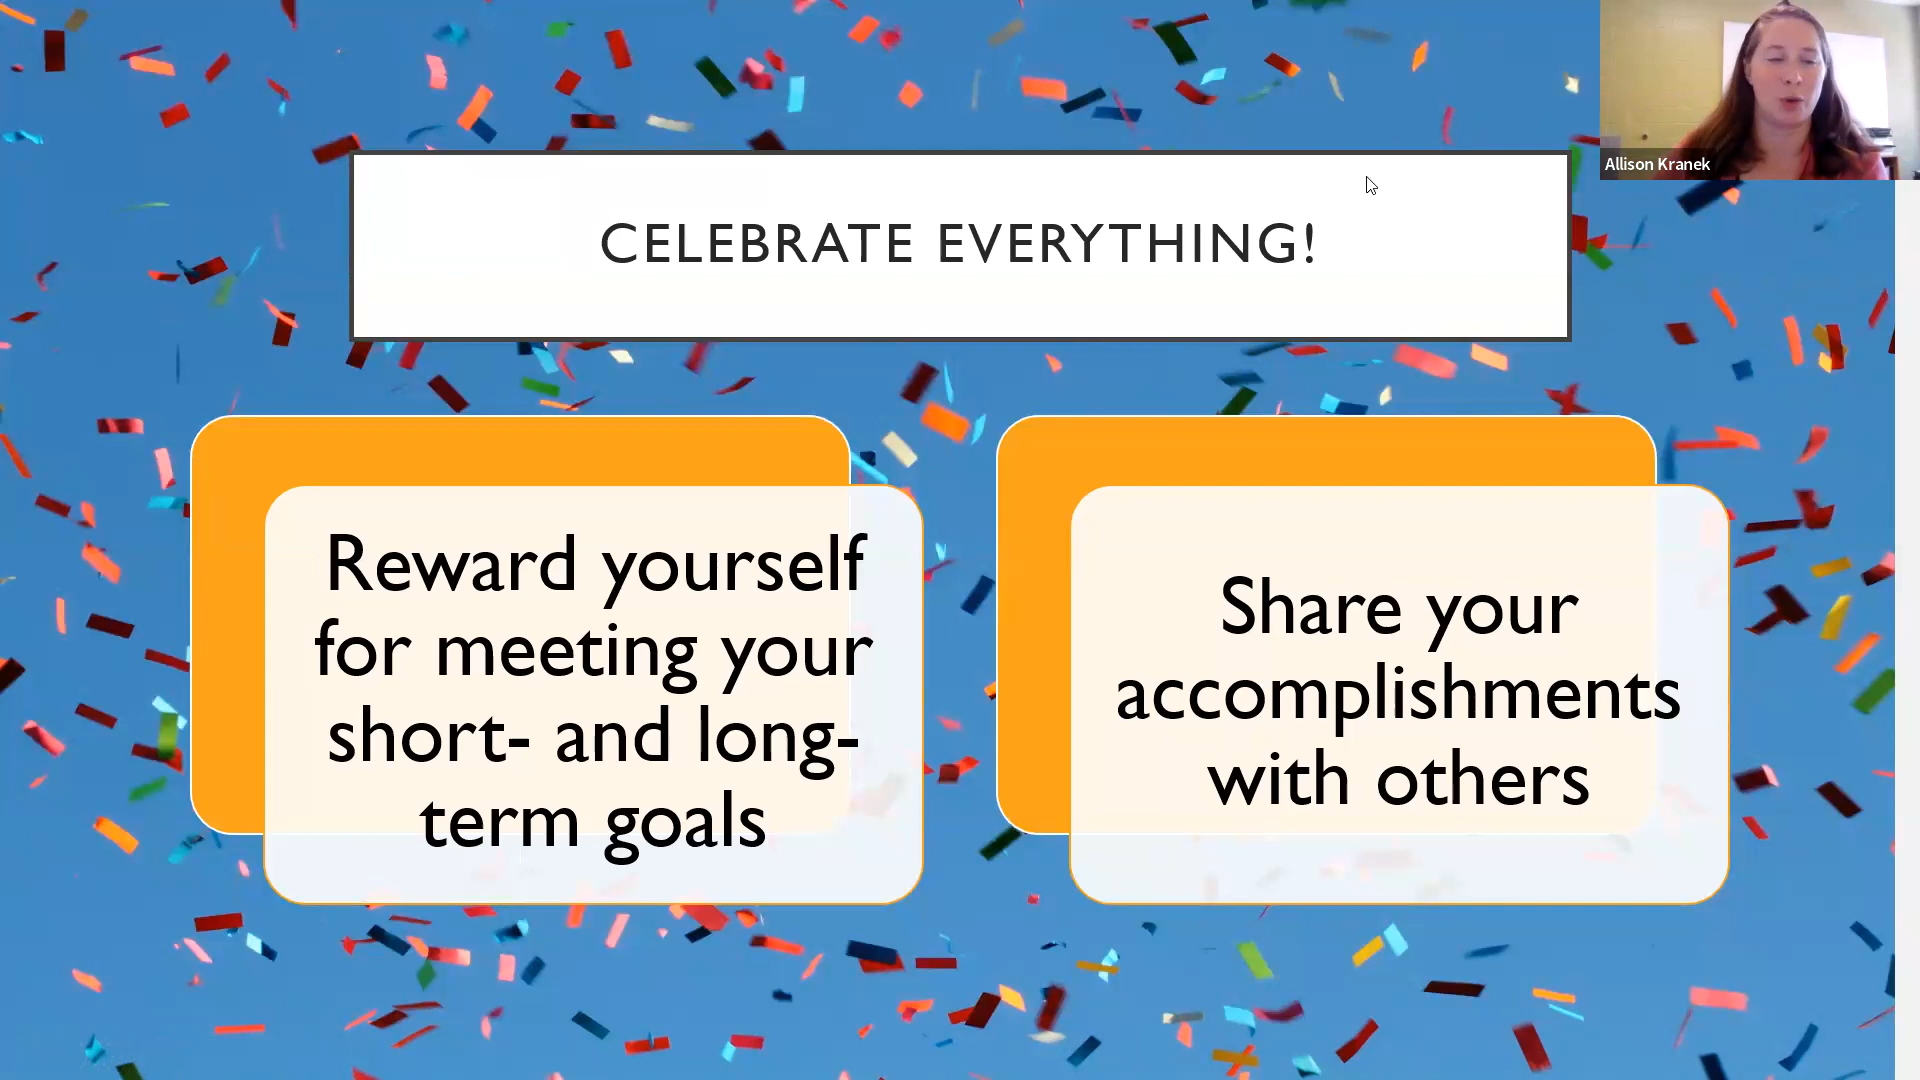 CELEBRATE EVERYTHING!
Allison Kranek
Reward yourself
for meeting your
short- and long-
term goals
Share your
accomplishments
with others